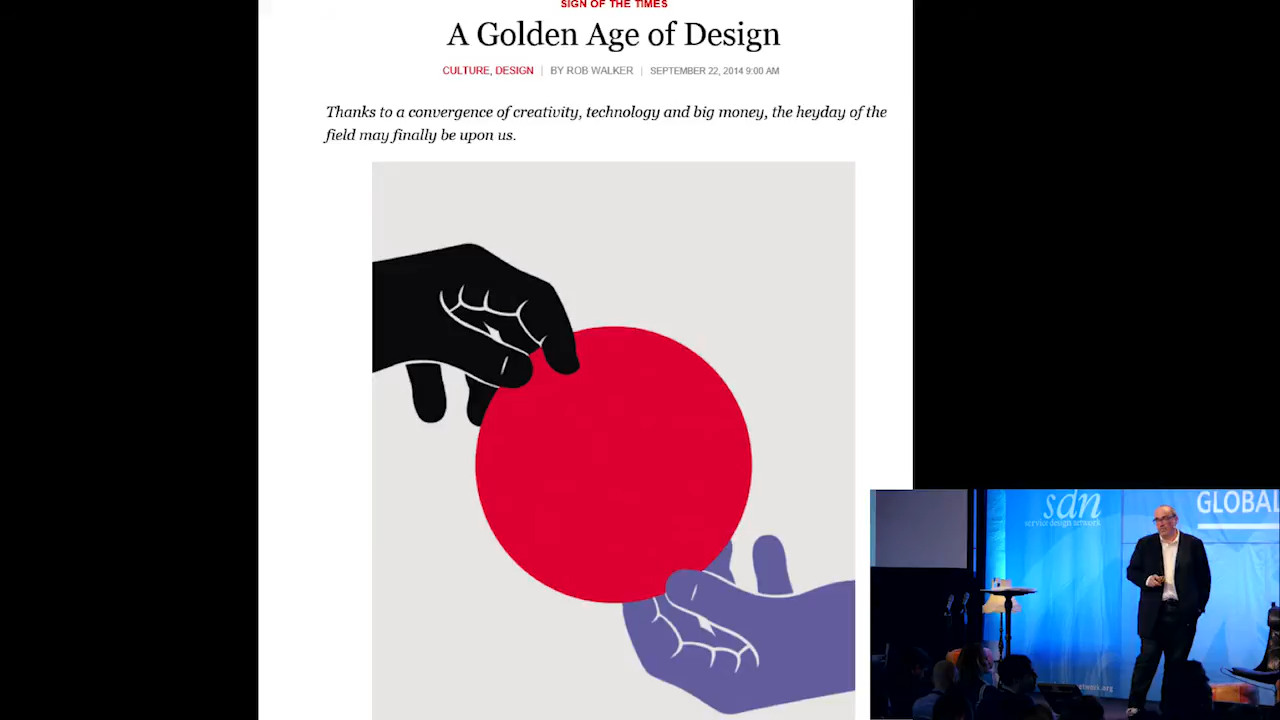 SIGN OF THE TIMES
A Golden Age of Design
CULTURE, DESIGN | BY ROB WALKER | SEPTEMBER 22, 2014 9:00 AM
Thanks to a convergence of creativity, technology and big money, the heyday of the
field may finally be upon us.
sdn
service design network
GLOBAL
etwork.org